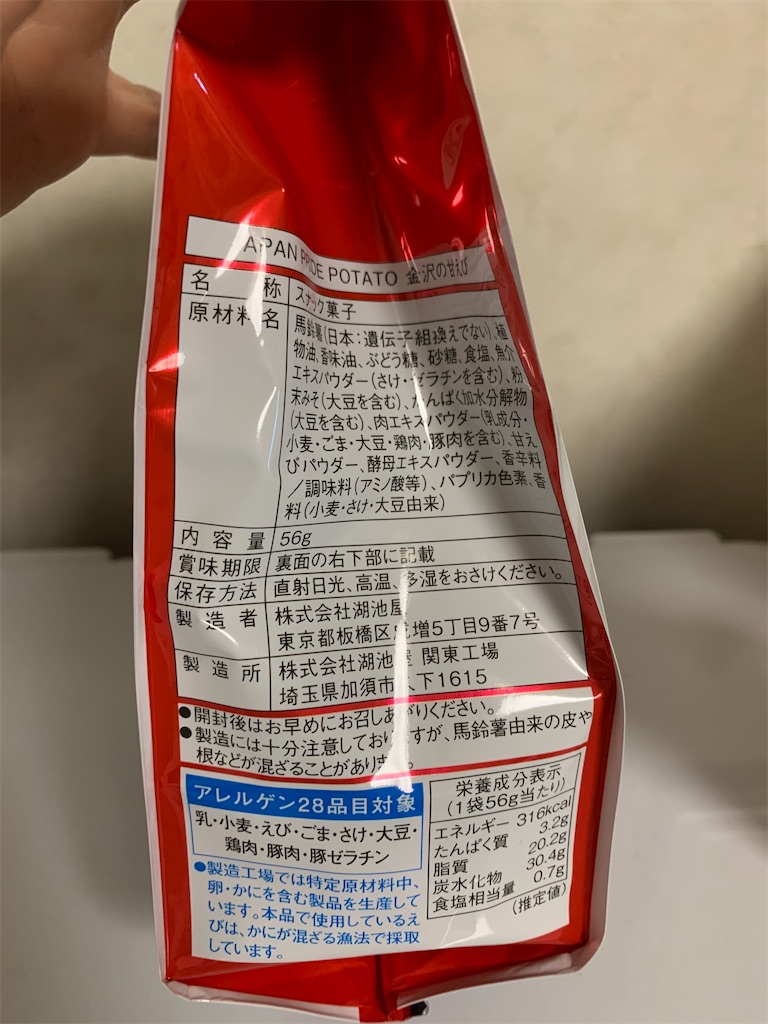 APAN PRIDE POTATO 金沢の甘えび
名称 スナック菓子
原材料名 馬鈴薯(日本:遺伝子組換えでない)、植
物油、香味油、ぶどう糖、砂糖、食塩、魚介
エキスパウダー(さけ・ゼラチンを含む)、粉
末みそ(大豆を含む)、たんぱく加水分解物
(大豆を含む)、肉エキスパウダー(乳成分・
小麦・ごま・大豆・鶏肉・豚肉を含む)、甘え
びパウダー、酵母エキスパウダー、香辛料
/調味料(アミノ酸等)、パプリカ色素、香
料(小麦・さけ・大豆由来)
内容量 56g
賞味期限 裏面の右下部に記載
保存方法 直射日光、高温、多湿をおさけください。
製造者 株式会社湖池屋
東京都板橋区成増5丁目9番7号
製造所 株式会社湖池屋 関東工場
埼玉県加須市 下1615
●開封後はお早めにお召しあがりください。
●製造には十分注意しておりますが、馬鈴薯由来の皮や
根などが混ざることがあります。
アレルゲン28品目対象
乳・小麦・えび・ごま・さけ・大豆・
鶏肉・豚肉・豚ゼラチン
●製造工場では特定原材料中、
卵・かにを含む製品を生産して
います。本品で使用しているえ
びは、かにが混ざる漁法で採取
しています。
栄養成分表示
(1袋56g当たり)
エネルギー 316kcal
たんぱく質 3.2g
脂質 20.2g
炭水化物 30.4g
食塩相当量 0.7g
(推定値)